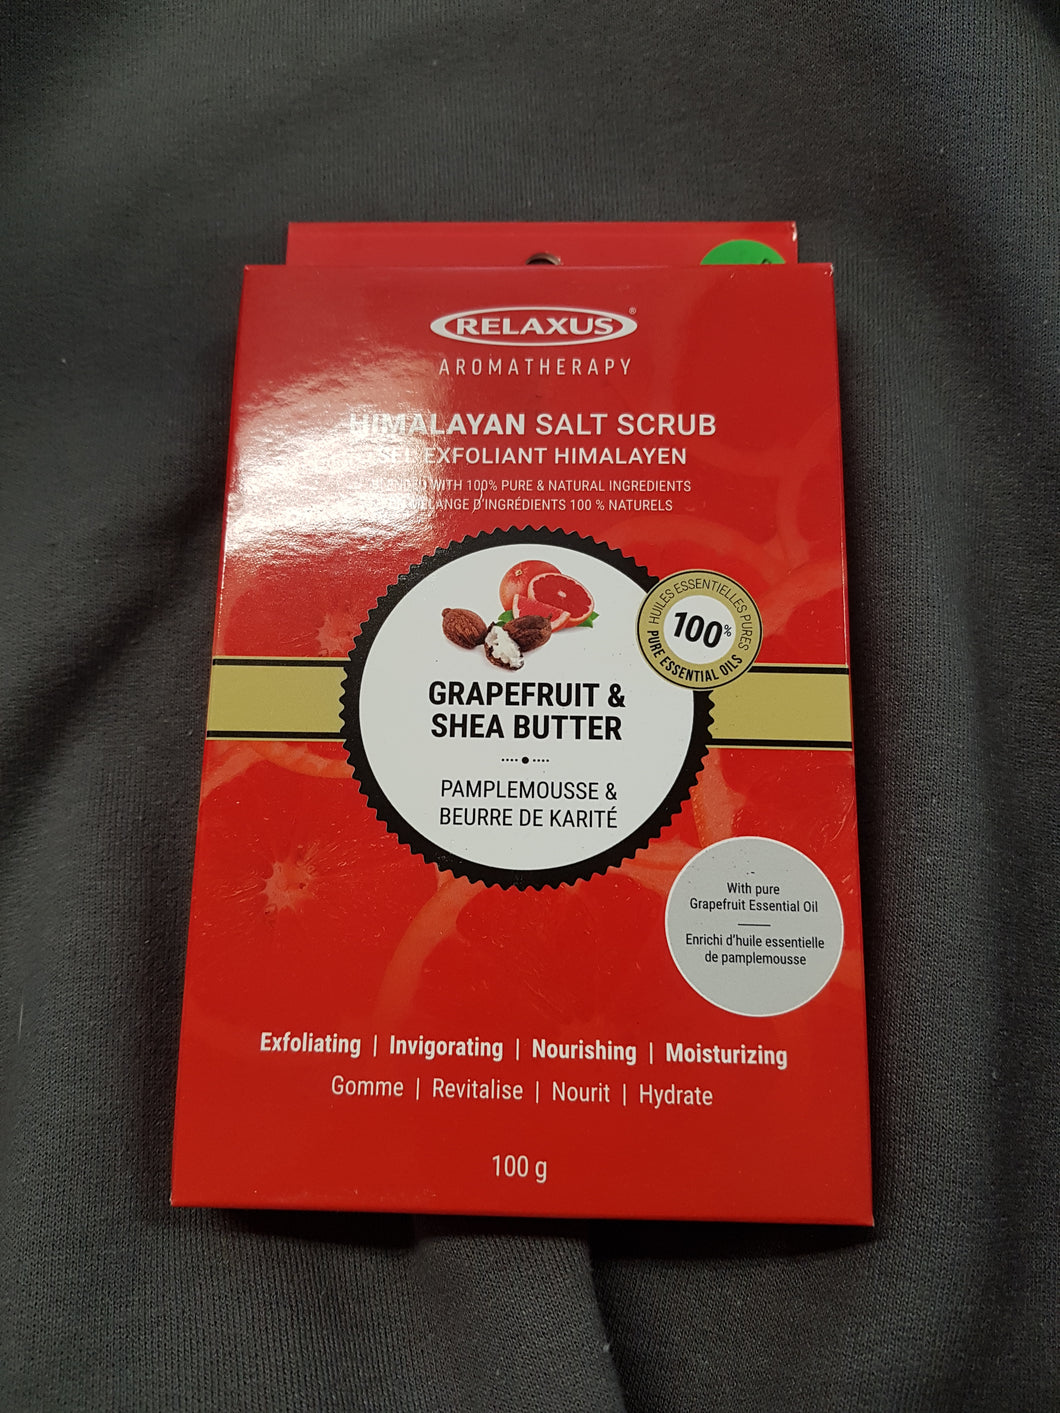 RELAXUS®
AROMATHERAPY
HIMALAYAN SALT SCRUB
SEL EXFOLIANT HIMALAYEN
BLENDED WITH 100% PURE & NATURAL INGREDIENTS
MÉLANGE D'INGRÉDIENTS 100 % NATURELS
HUILES ESSENTIELLES PURES
100%
PURE ESSENTIAL OILS
GRAPEFRUIT &
SHEA BUTTER
PAMPLEMOUSSE &
BEURRE DE KARITÉ
With pure
Grapefruit Essential Oil
Enrichi d'huile essentielle
de pamplemousse
Exfoliating | Invigorating | Nourishing | Moisturizing
Gomme | Revitalise | Nourit | Hydrate
100 g